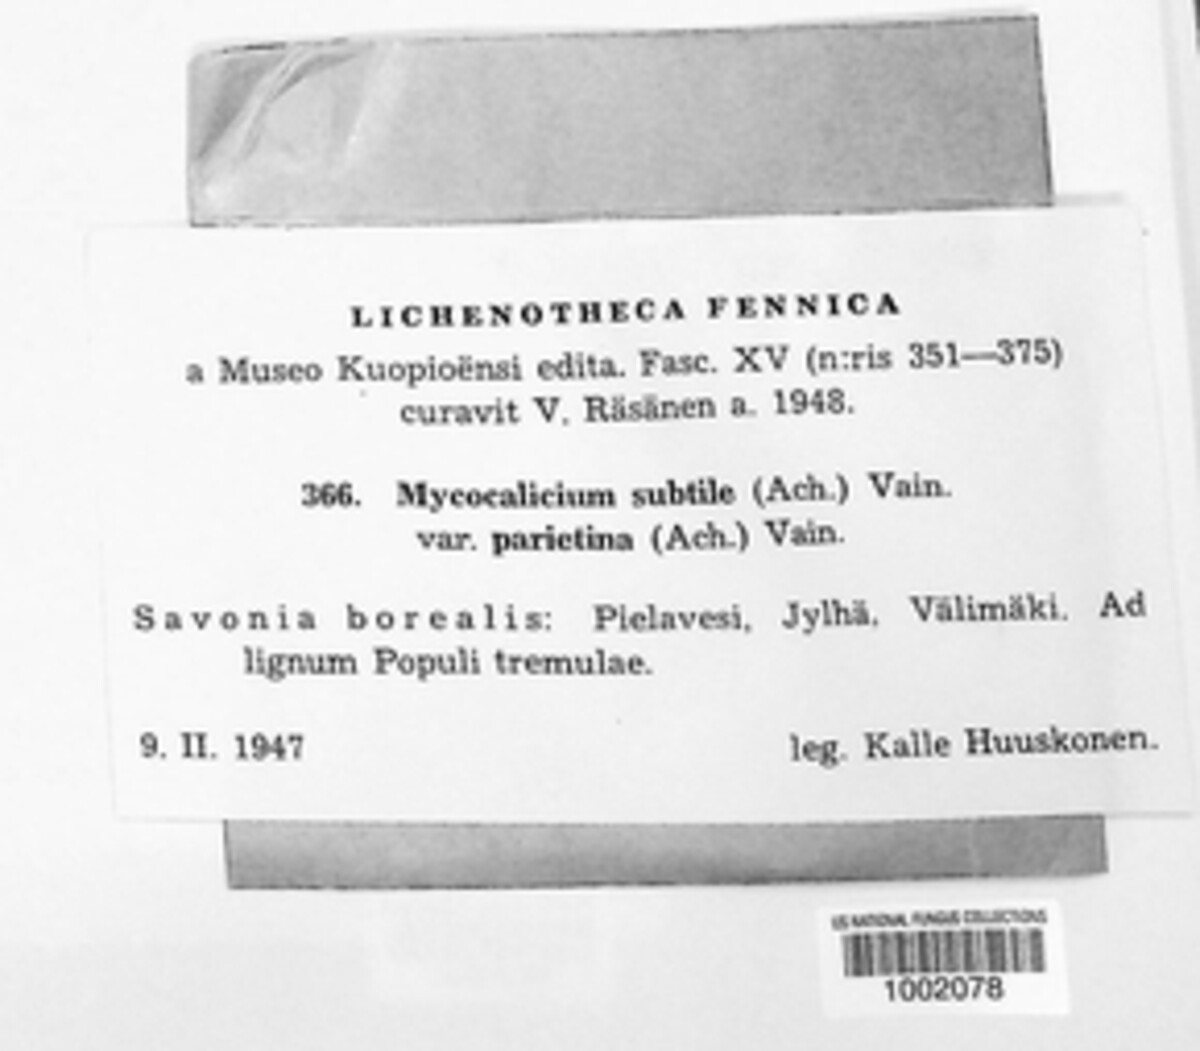 LICHENOTHECA FENNICA
a Museo Kuopioënsi edita. Fasc. XV (n:ris 351—375)
curavit V. Räsänen a. 1948.
366. Mycocalicium subtile (Ach.) Vain.
var. parietina (Ach.) Vain.
Savonia borealis: Pielavesi, Jylhä, Välimäki. Ad
lignum Populi tremulae.
9. II. 1947 leg. Kalle Huuskonen.
US NATIONAL FUNGUS COLLECTIONS
1002078